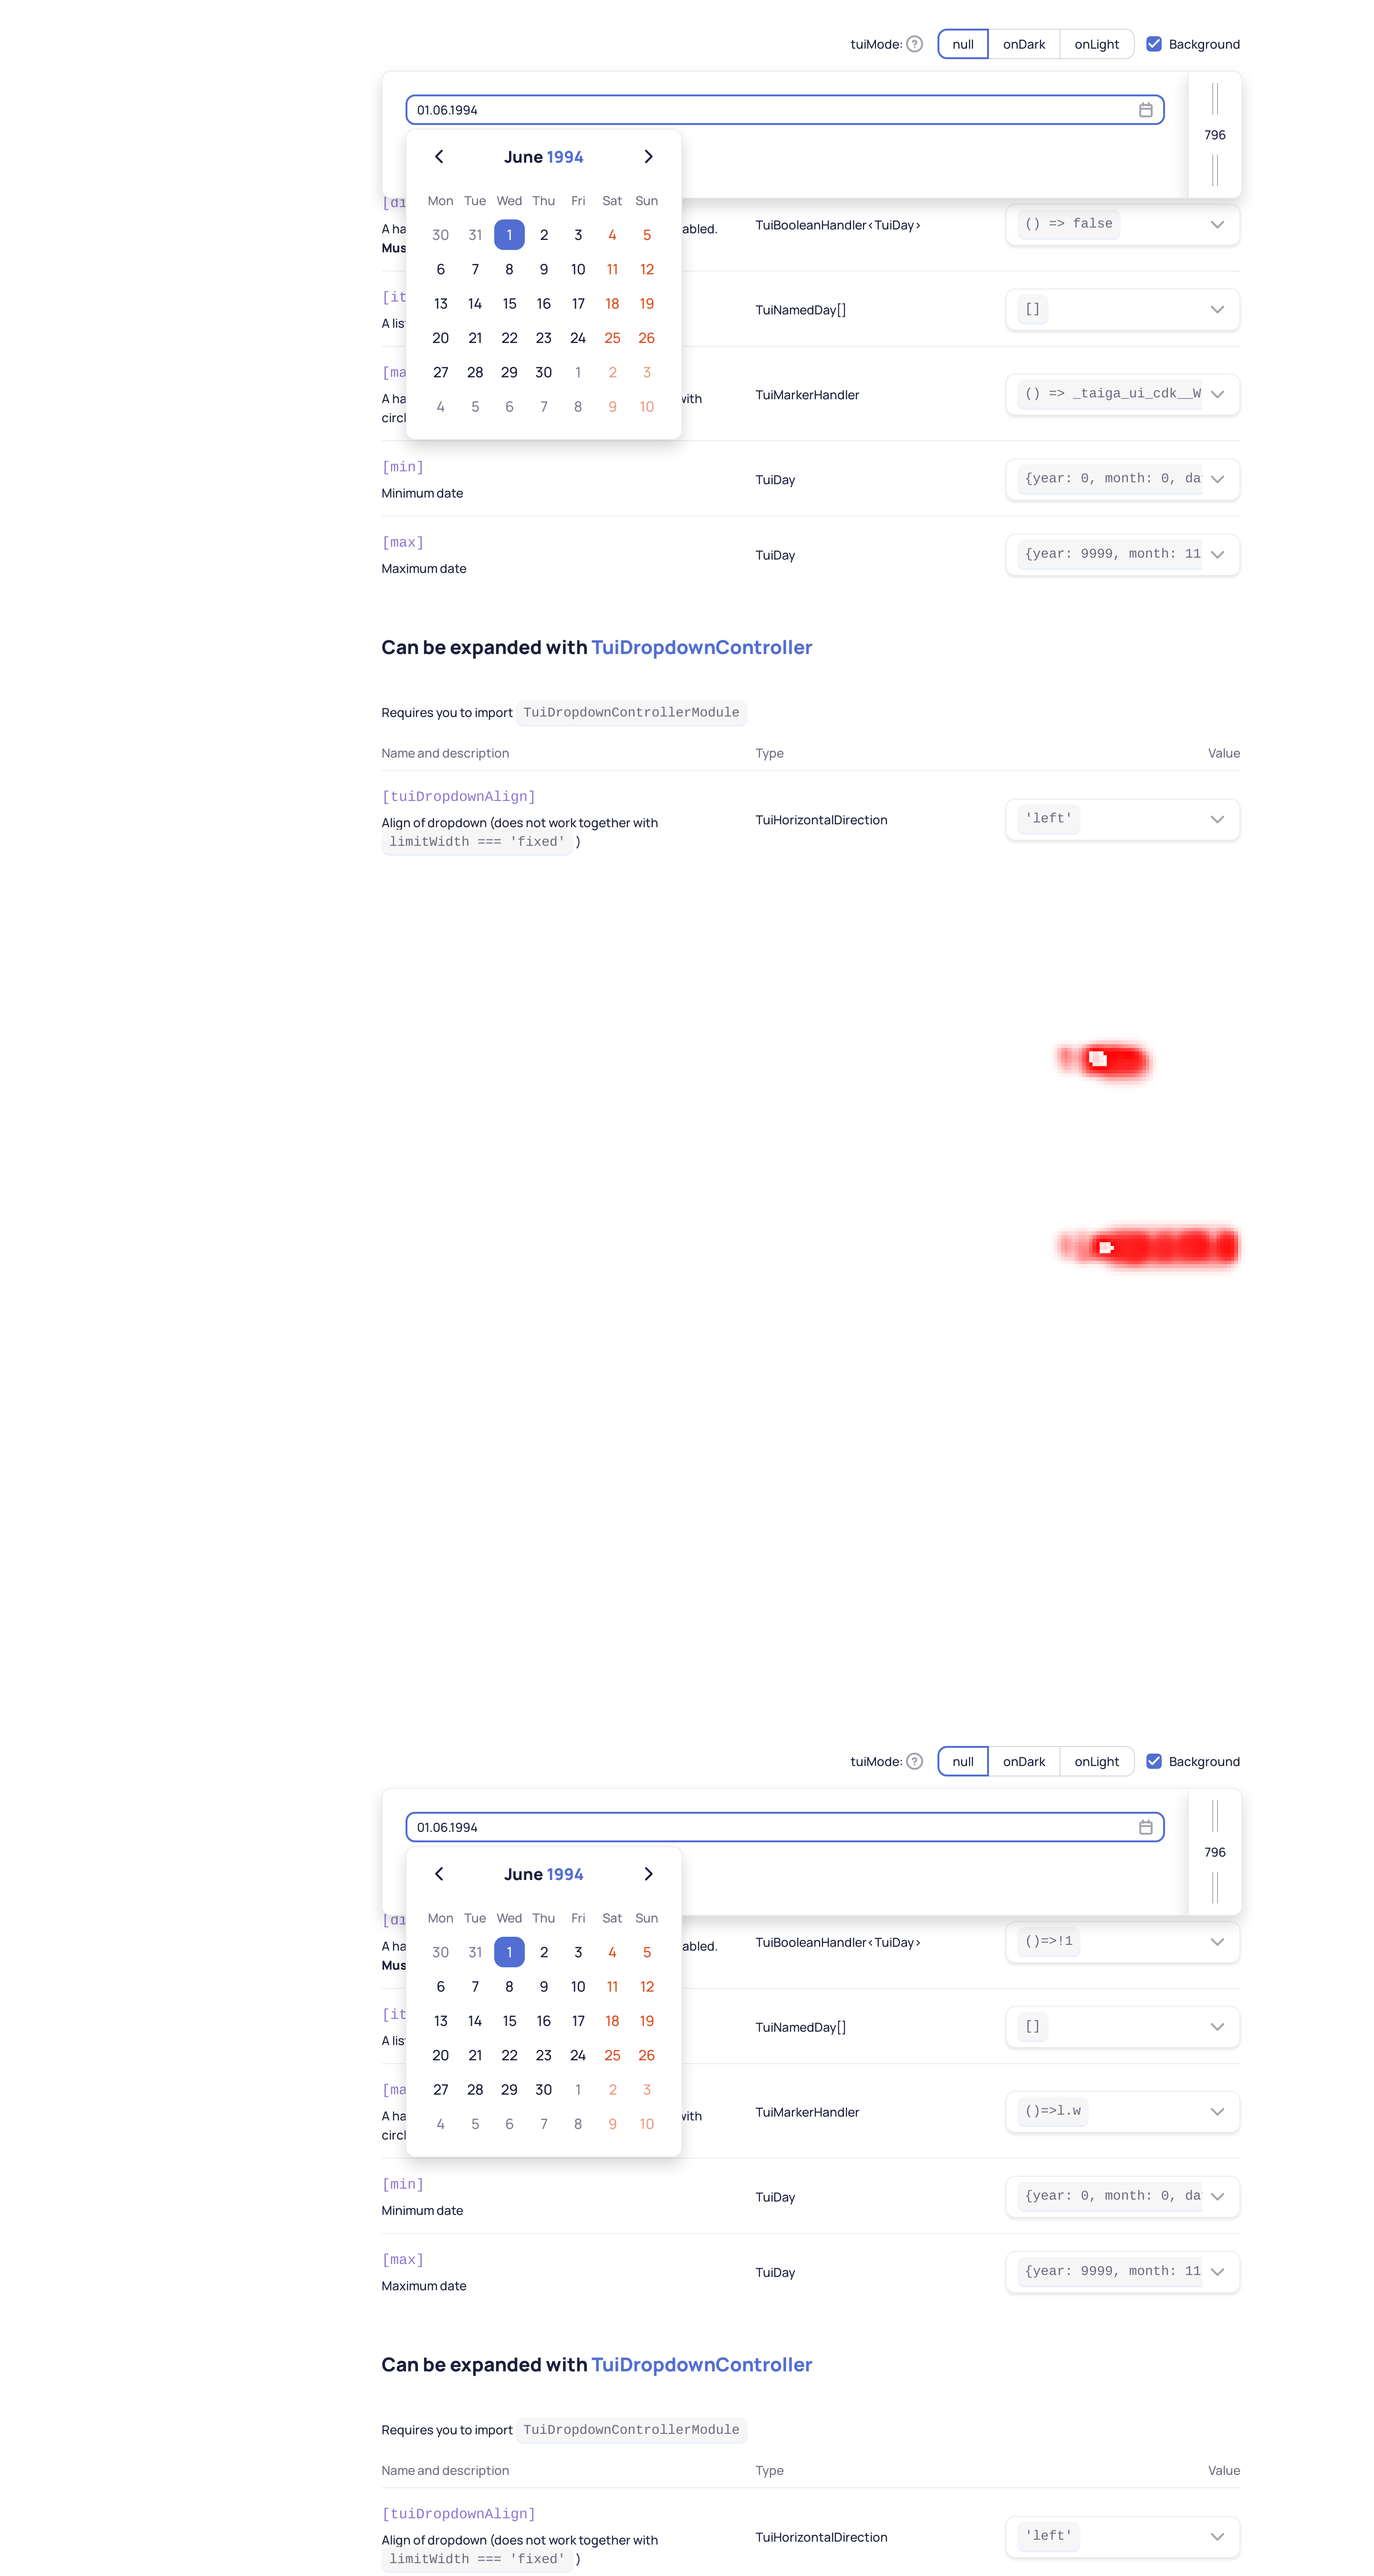 tuiMode: ? null onDark onLight Background
01.06.1994
796
June 1994
Mon Tue Wed Thu Fri Sat Sun
30 31 1 2 3 4 5
6 7 8 9 10 11 12
13 14 15 16 17 18 19
20 21 22 23 24 25 26
27 28 29 30 1 2 3
4 5 6 7 8 9 10
[di
A ha abled.
Mus
TuiBooleanHandler<TuiDay>
() => false
[it
A lis
TuiNamedDay[]
[]
[ma
A ha with
circl
TuiMarkerHandler
() => _taiga_ui_cdk__W
[min]
Minimum date
TuiDay
{year: 0, month: 0, da
[max]
Maximum date
TuiDay
{year: 9999, month: 11
Can be expanded with TuiDropdownController
Requires you to import TuiDropdownControllerModule
Name and description Type Value
[tuiDropdownAlign]
Align of dropdown (does not work together with
limitWidth === 'fixed' )
TuiHorizontalDirection
'left'
tuiMode: ? null onDark onLight Background
01.06.1994
796
June 1994
Mon Tue Wed Thu Fri Sat Sun
30 31 1 2 3 4 5
6 7 8 9 10 11 12
13 14 15 16 17 18 19
20 21 22 23 24 25 26
27 28 29 30 1 2 3
4 5 6 7 8 9 10
[di
A ha abled.
Mus
TuiBooleanHandler<TuiDay>
()=>!1
[it
A lis
TuiNamedDay[]
[]
[ma
A ha with
circl
TuiMarkerHandler
()=>l.w
[min]
Minimum date
TuiDay
{year: 0, month: 0, da
[max]
Maximum date
TuiDay
{year: 9999, month: 11
Can be expanded with TuiDropdownController
Requires you to import TuiDropdownControllerModule
Name and description Type Value
[tuiDropdownAlign]
Align of dropdown (does not work together with
limitWidth === 'fixed' )
TuiHorizontalDirection
'left'